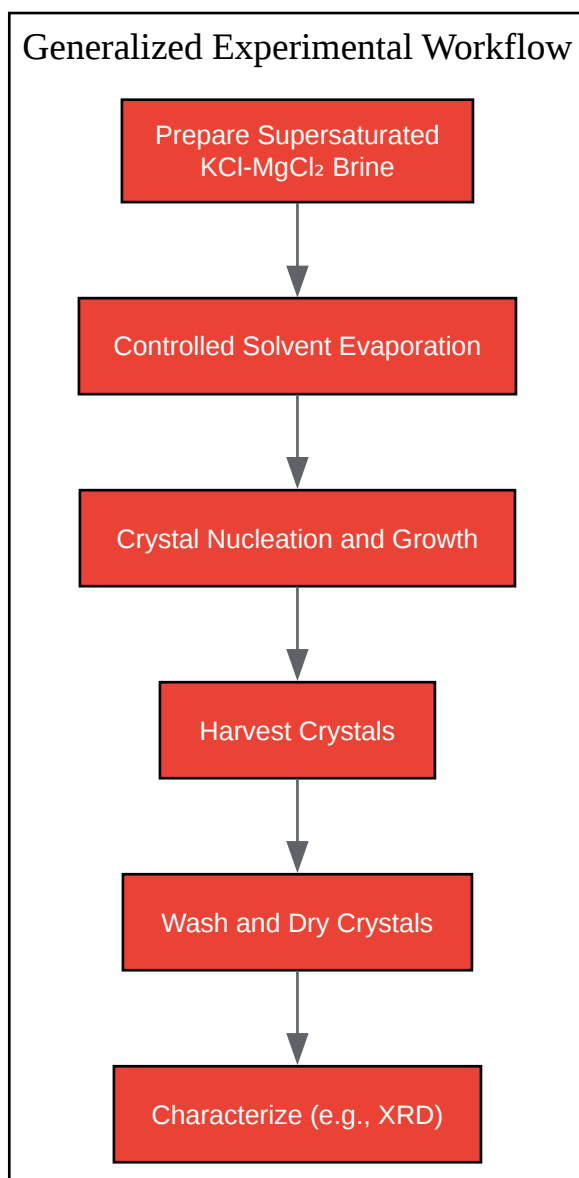 Generalized Experimental Workflow
Prepare Supersaturated
KCl-MgCl₂ Brine
Controlled Solvent Evaporation
Crystal Nucleation and Growth
Harvest Crystals
Wash and Dry Crystals
Characterize (e.g., XRD)